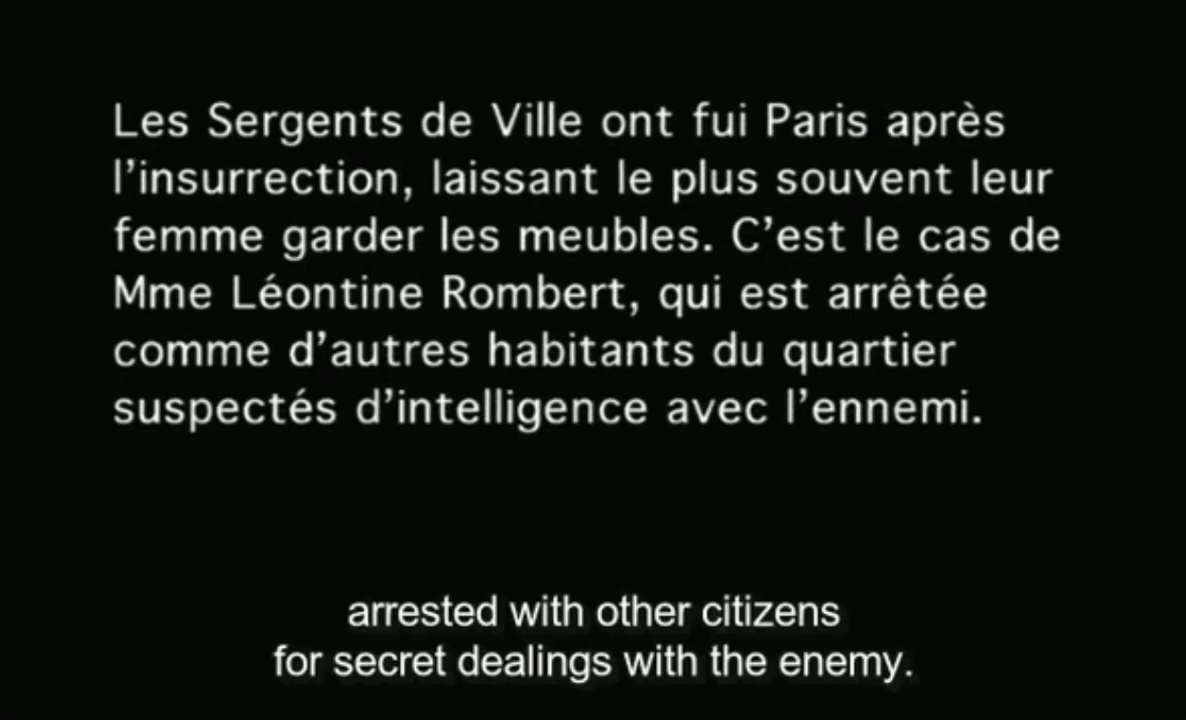 Les Sergents de Ville ont fui Paris après
l’insurrection, laissant le plus souvent leur
femme garder les meubles. C’est le cas de
Mme Léontine Rombert, qui est arrêtée
comme d’autres habitants du quartier
suspectés d’intelligence avec l’ennemi.
arrested with other citizens
for secret dealings with the enemy.